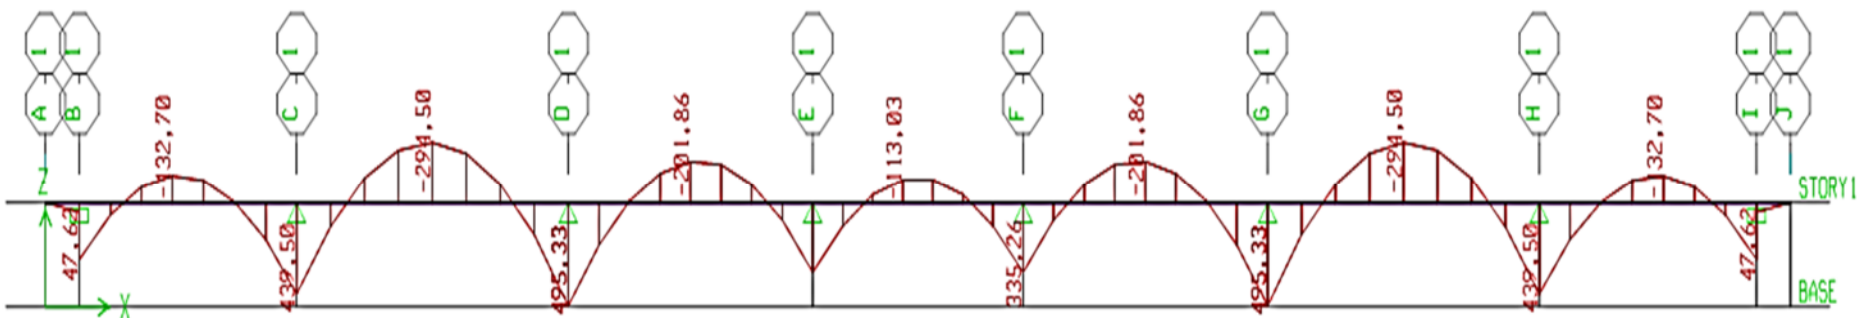 1 1 1 1 1 1 1 1 1 1
A B C D E F G H I J
-132,70 -294,50 -201,86 -113,03 -201,86 -294,50 -132,70
Z
STORY1
47,62 439,50 495,33 335,26 495,33 439,50 47,62
BASE
X